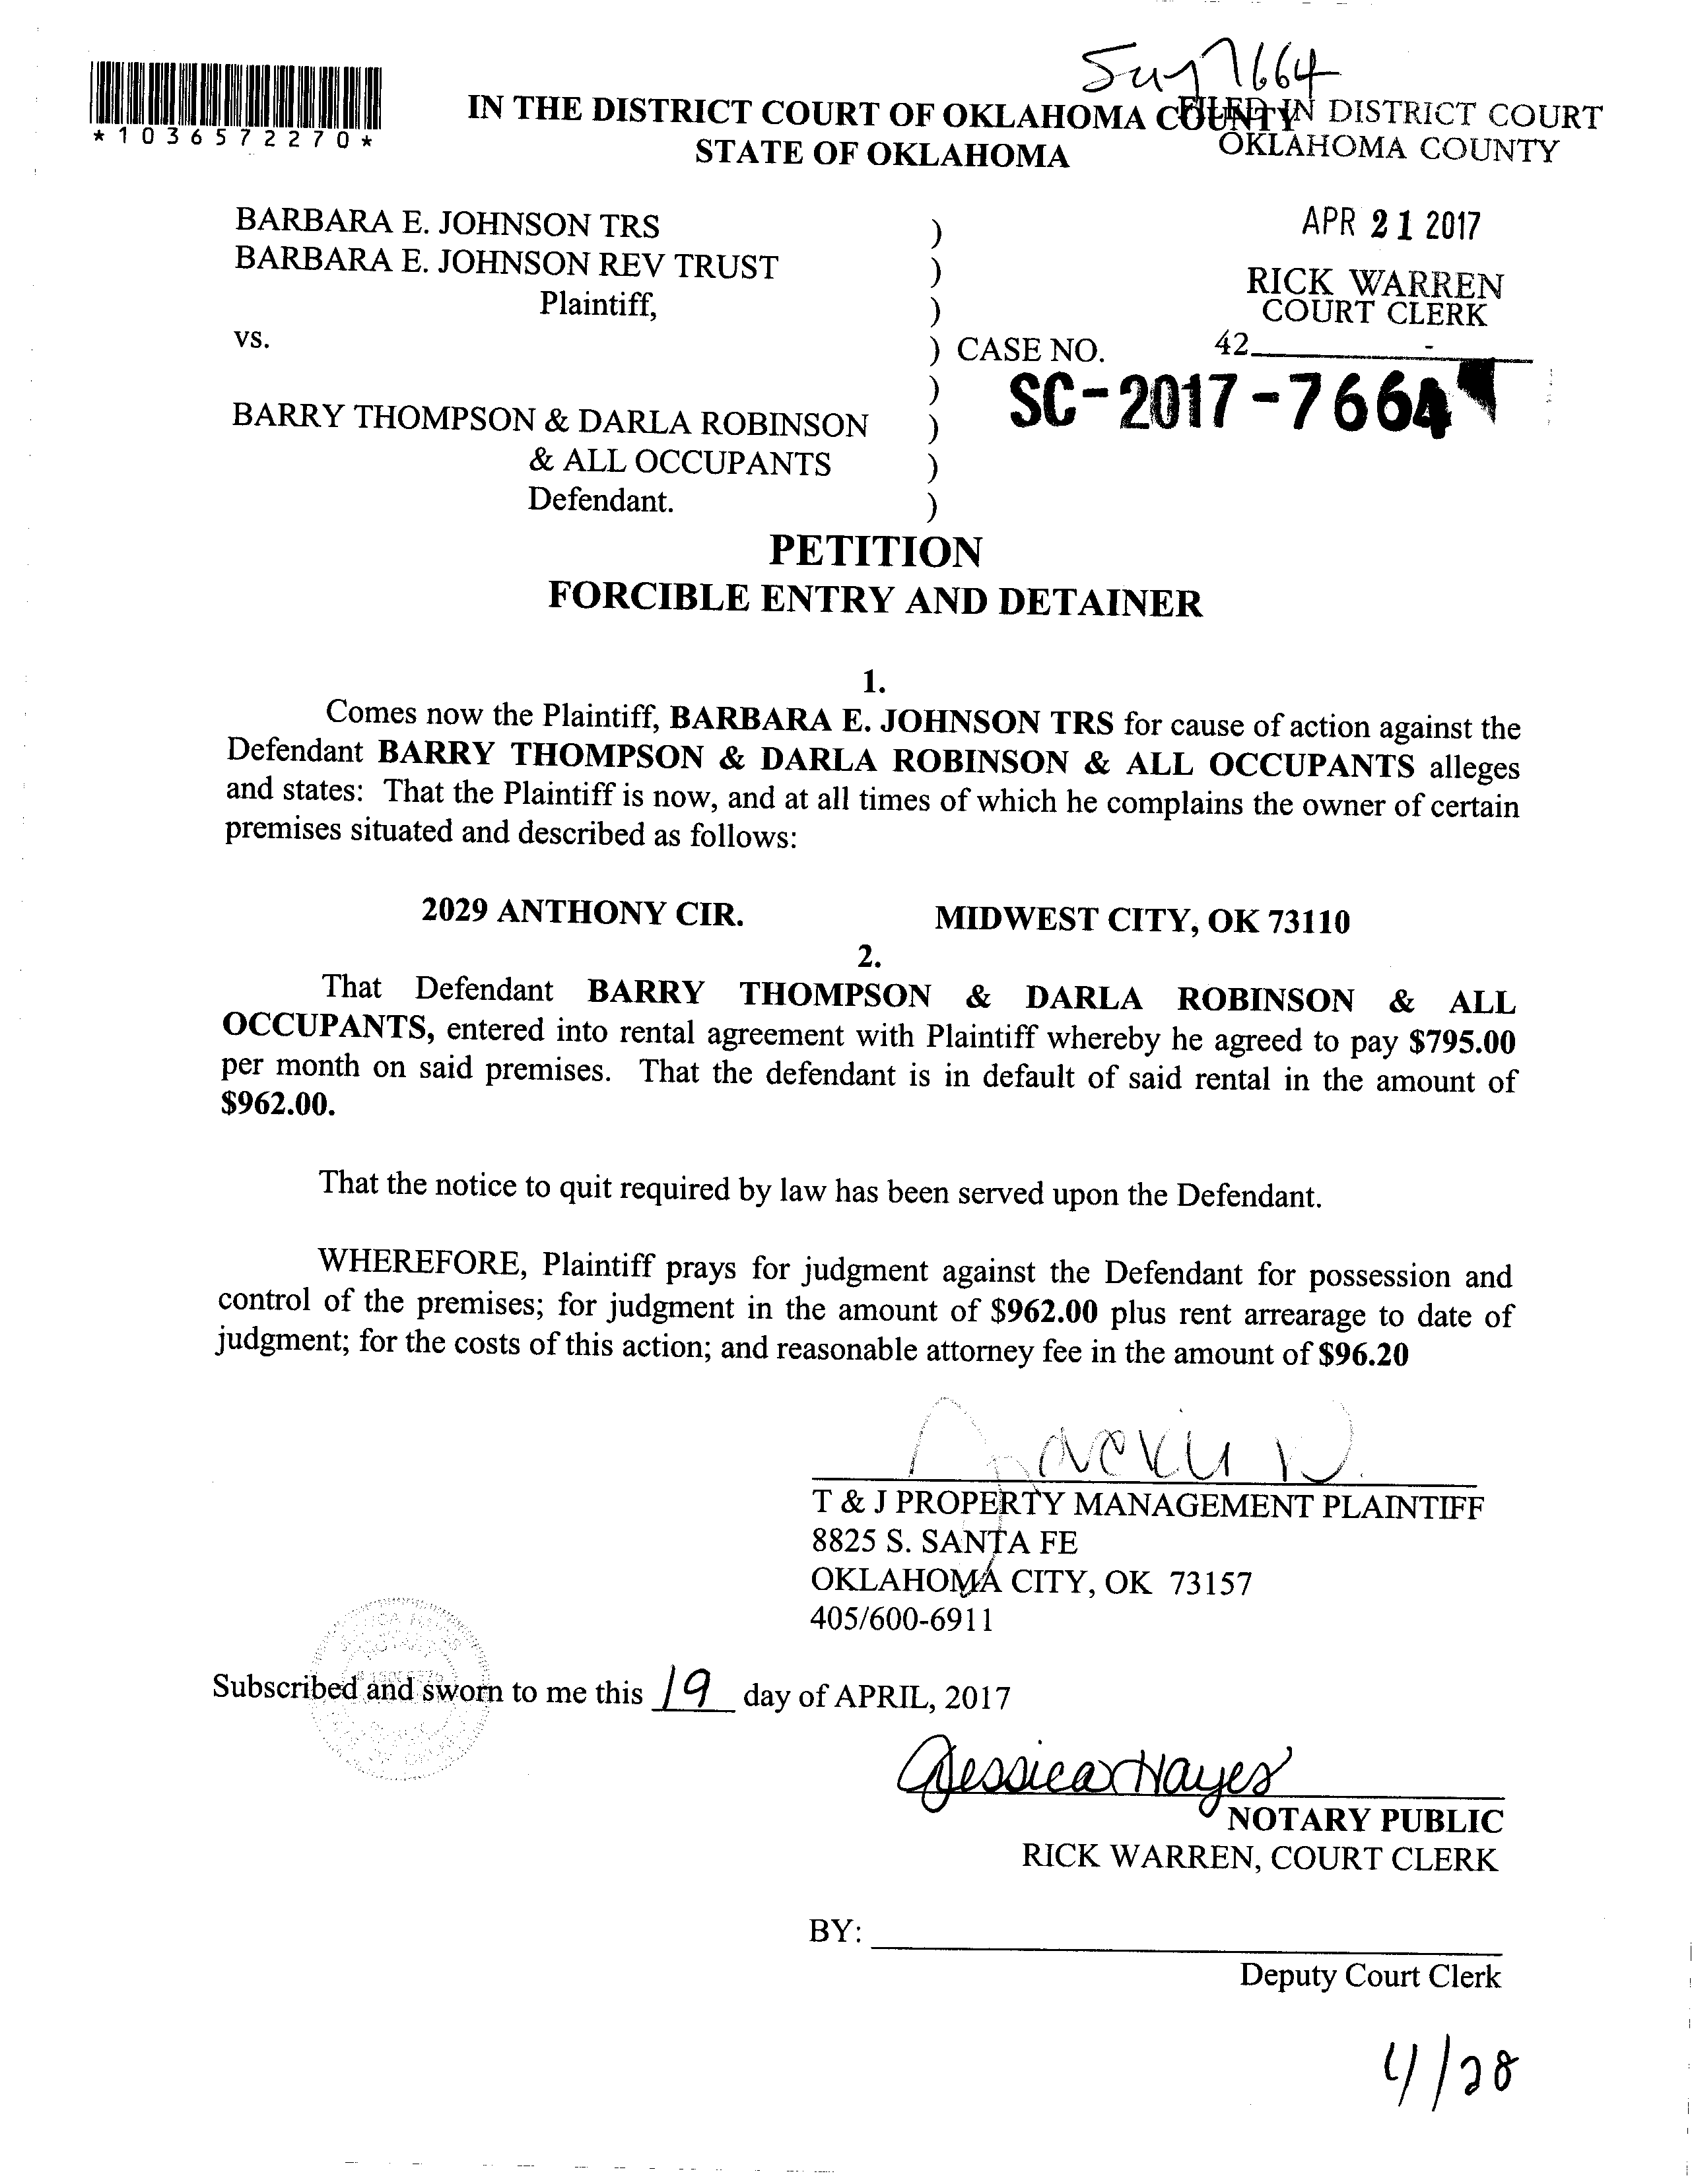 7664
*1036572270*
IN THE DISTRICT COURT OF OKLAHOMA COUNTY
STATE OF OKLAHOMA
FILED IN DISTRICT COURT
OKLAHOMA COUNTY
APR 21 2017
RICK WARREN
COURT CLERK
42
BARBARA E. JOHNSON TRS )
BARBARA E. JOHNSON REV TRUST )
Plaintiff, )
vs. ) CASE NO.
)
SC-2017-7664
BARRY THOMPSON & DARLA ROBINSON )
& ALL OCCUPANTS )
Defendant. )
PETITION
FORCIBLE ENTRY AND DETAINER
1.
Comes now the Plaintiff, BARBARA E. JOHNSON TRS for cause of action against the
Defendant BARRY THOMPSON & DARLA ROBINSON & ALL OCCUPANTS alleges
and states: That the Plaintiff is now, and at all times of which he complains the owner of certain
premises situated and described as follows:
2029 ANTHONY CIR. MIDWEST CITY, OK 73110
2.
That Defendant BARRY THOMPSON & DARLA ROBINSON & ALL
OCCUPANTS, entered into rental agreement with Plaintiff whereby he agreed to pay $795.00
per month on said premises. That the defendant is in default of said rental in the amount of
$962.00.
That the notice to quit required by law has been served upon the Defendant.
WHEREFORE, Plaintiff prays for judgment against the Defendant for possession and
control of the premises; for judgment in the amount of $962.00 plus rent arrearage to date of
judgment; for the costs of this action; and reasonable attorney fee in the amount of $96.20
T & J PROPERTY MANAGEMENT PLAINTIFF
8825 S. SANTA FE
OKLAHOMA CITY, OK 73157
405/600-6911
Subscribed and sworn to me this 19 day of APRIL, 2017
Jessica Hayes
NOTARY PUBLIC
RICK WARREN, COURT CLERK
BY:
Deputy Court Clerk
4/28